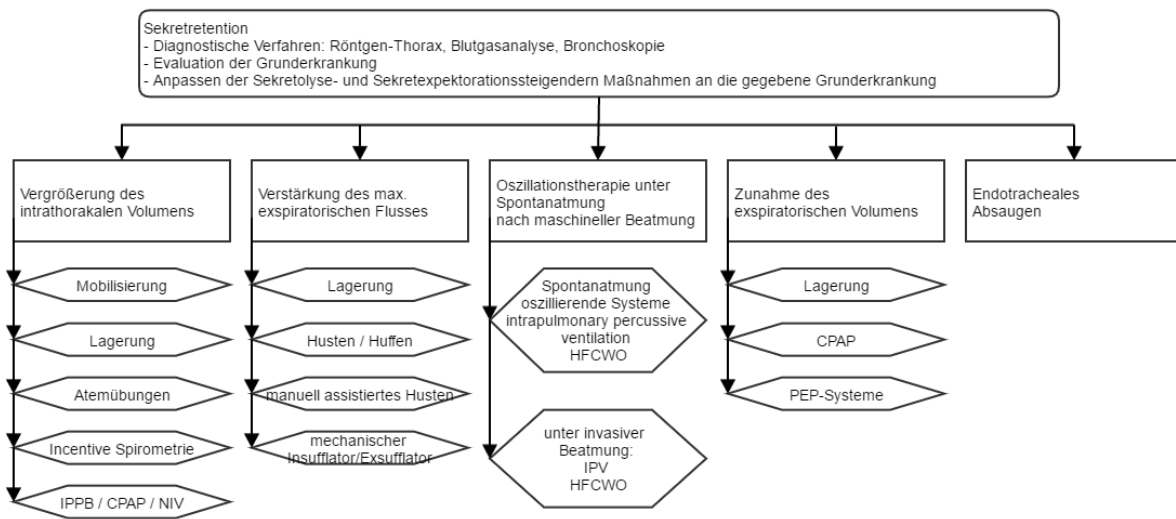 Sekretretention
- Diagnostische Verfahren: Röntgen-Thorax, Blutgasanalyse, Bronchoskopie
- Evaluation der Grunderkrankung
- Anpassen der Sekretolyse- und Sekretexpektorationssteigendern Maßnahmen an die gegebene Grunderkrankung
Vergrößerung des
intrathorakalen Volumens
Mobilisierung
Lagerung
Atemübungen
Incentive Spirometrie
IPPB / CPAP / NIV
Verstärkung des max.
exspiratorischen Flusses
Lagerung
Husten / Huffen
manuell assistiertes Husten
mechanischer
Insufflator/Exsufflator
Oszillationstherapie unter
Spontanatmung
nach maschineller Beatmung
Spontanatmung
oszillierende Systeme
intrapulmonary percussive
ventilation
HFCWO
unter invasiver
Beatmung:
IPV
HFCWO
Zunahme des
exspiratorischen Volumens
Lagerung
CPAP
PEP-Systeme
Endotracheales
Absaugen